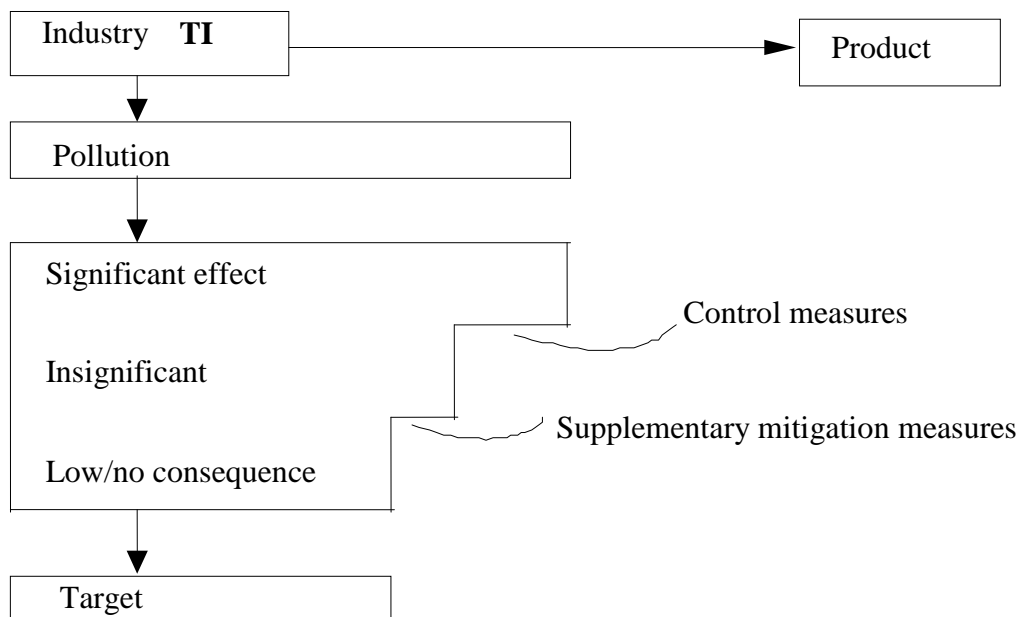 Industry TI
Product
Pollution
Significant effect
Control measures
Insignificant
Supplementary mitigation measures
Low/no consequence
Target